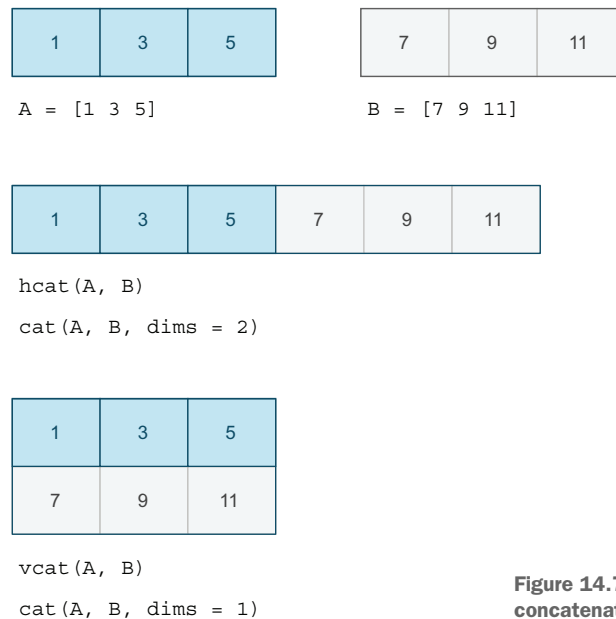 1 3 5
7 9 11
A = [1 3 5]
B = [7 9 11]
1 3 5 7 9 11
hcat(A, B)
cat(A, B, dims = 2)
1 3 5
7 9 11
vcat(A, B)
cat(A, B, dims = 1)
Figure 14.7